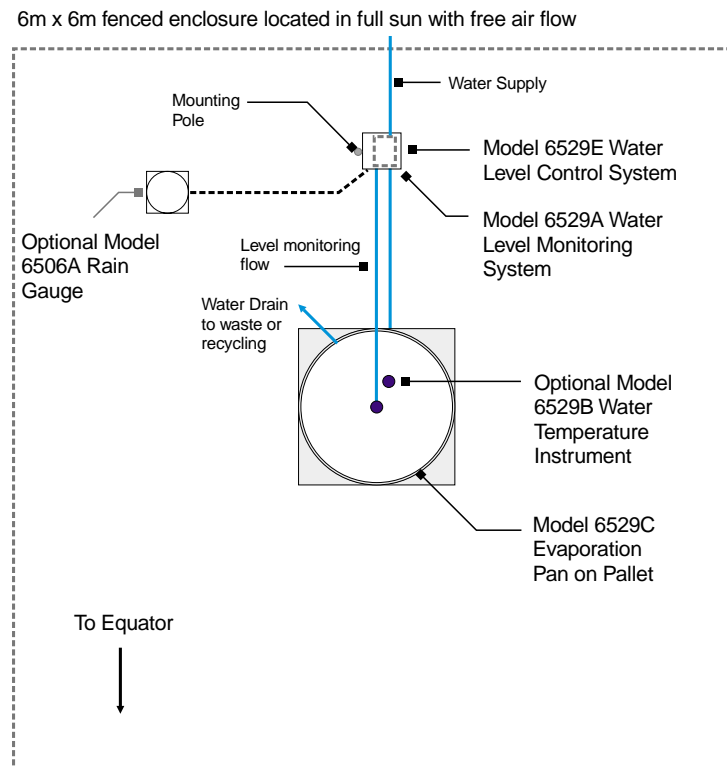 6m x 6m fenced enclosure located in full sun with free air flow
Water Supply
Mounting
Pole
Model 6529E Water
Level Control System
Model 6529A Water
Level Monitoring
System
Optional Model
6506A Rain
Gauge
Level monitoring
flow
Water Drain
to waste or
recycling
Optional Model
6529B Water
Temperature
Instrument
Model 6529C
Evaporation
Pan on Pallet
To Equator